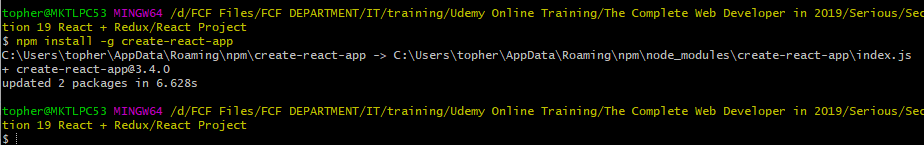 topher@MKTLPC53 MINGW64 /d/FCF Files/FCF DEPARTMENT/IT/training/Udemy Online Training/The Complete Web Developer in 2019/Serious/Sec
tion 19 React + Redux/React Project
$ npm install -g create-react-app
C:\Users\topher\AppData\Roaming\npm\create-react-app -> C:\Users\topher\AppData\Roaming\npm\node_modules\create-react-app\index.js
+ create-react-app@3.4.0
updated 2 packages in 6.628s
topher@MKTLPC53 MINGW64 /d/FCF Files/FCF DEPARTMENT/IT/training/Udemy Online Training/The Complete Web Developer in 2019/Serious/Sec
tion 19 React + Redux/React Project
$